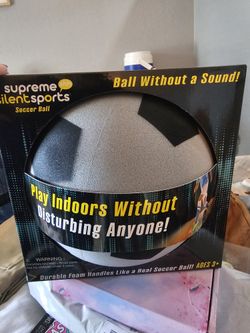 supreme
silentsports
Soccer Ball
Ball Without a Sound!
Play Indoors Without
Disturbing Anyone!
WARNING:
Durable Foam Handles Like a Real Soccer Ball! AGES 3+